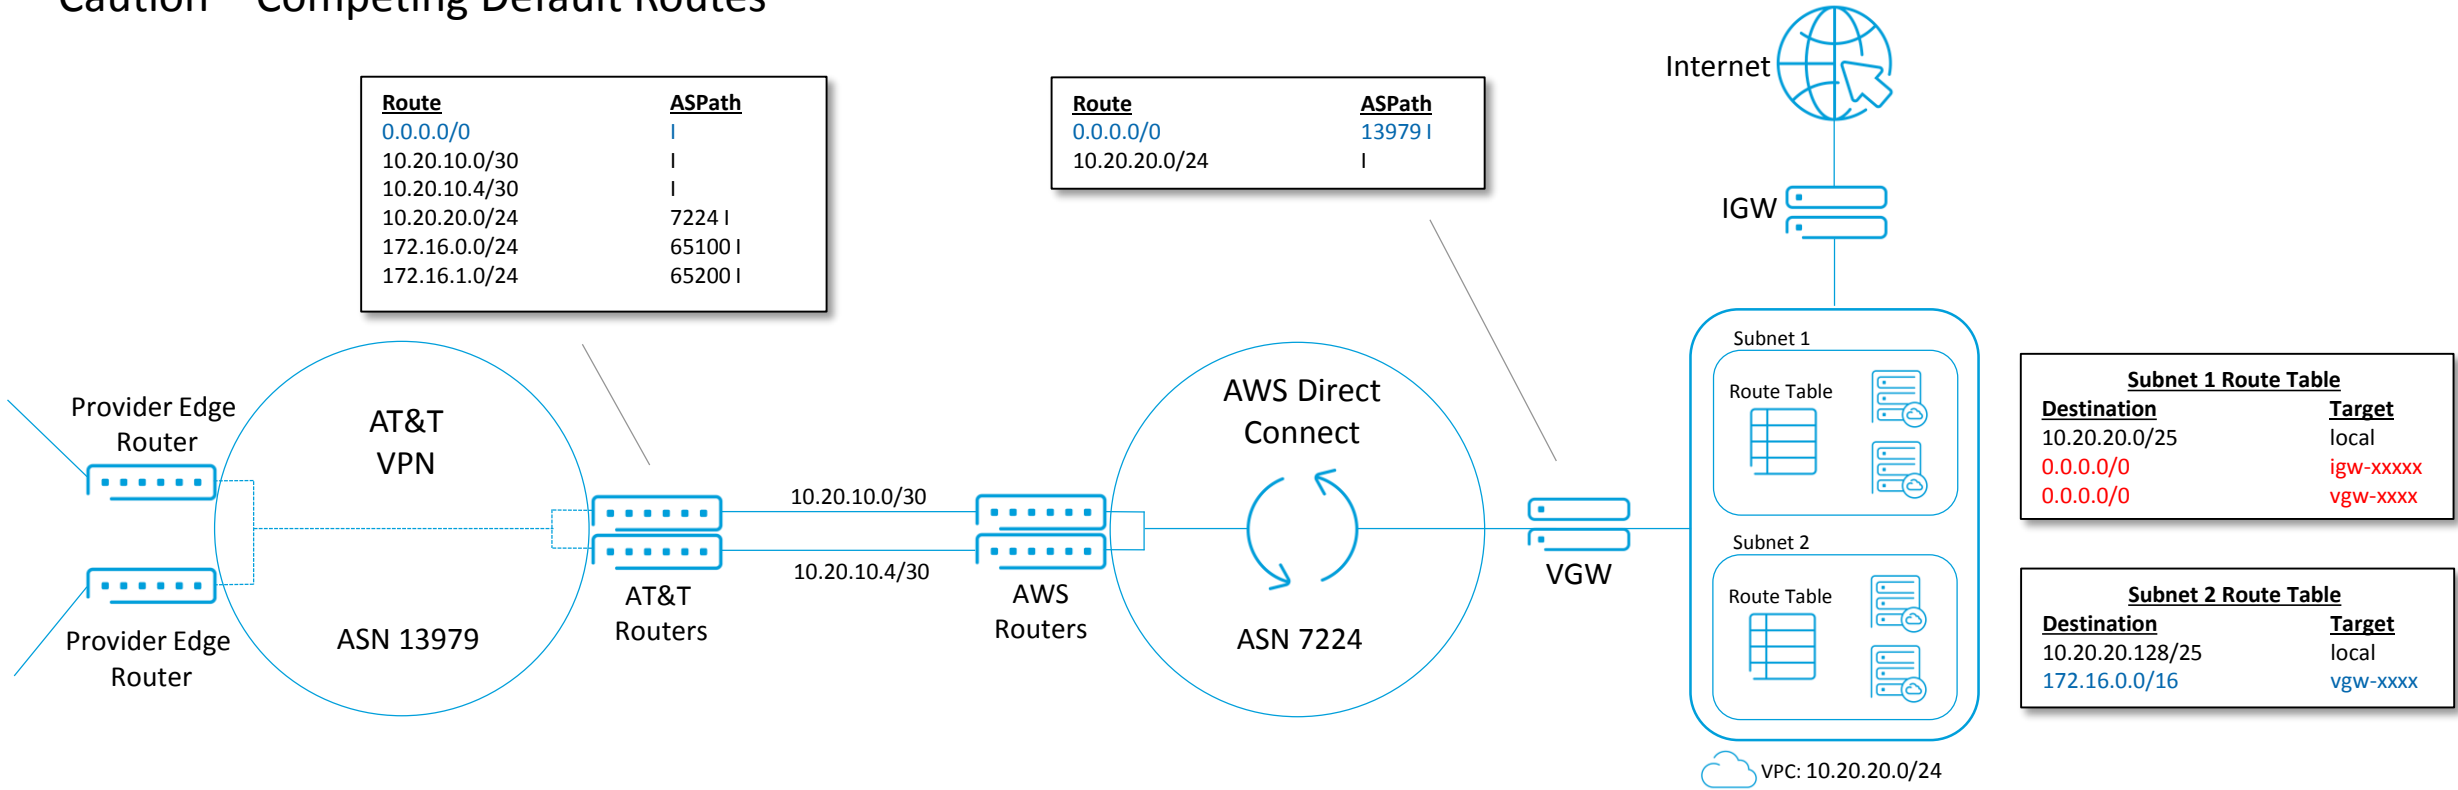 Caution – Competing Default Routes
Route ASPath
0.0.0.0/0 I
10.20.10.0/30 I
10.20.10.4/30 I
10.20.20.0/24 7224 I
172.16.0.0/24 65100 I
172.16.1.0/24 65200 I
Route ASPath
0.0.0.0/0 13979 I
10.20.20.0/24 I
Internet
IGW
Provider Edge
Router
Provider Edge
Router
AT&T
VPN
ASN 13979
AT&T
Routers
10.20.10.0/30
10.20.10.4/30
AWS
Routers
AWS Direct
Connect
ASN 7224
VGW
Subnet 1
Route Table
Subnet 2
Route Table
VPC: 10.20.20.0/24
Subnet 1 Route Table
Destination Target
10.20.20.0/25 local
0.0.0.0/0 igw-xxxxx
0.0.0.0/0 vgw-xxxx
Subnet 2 Route Table
Destination Target
10.20.20.128/25 local
172.16.0.0/16 vgw-xxxx